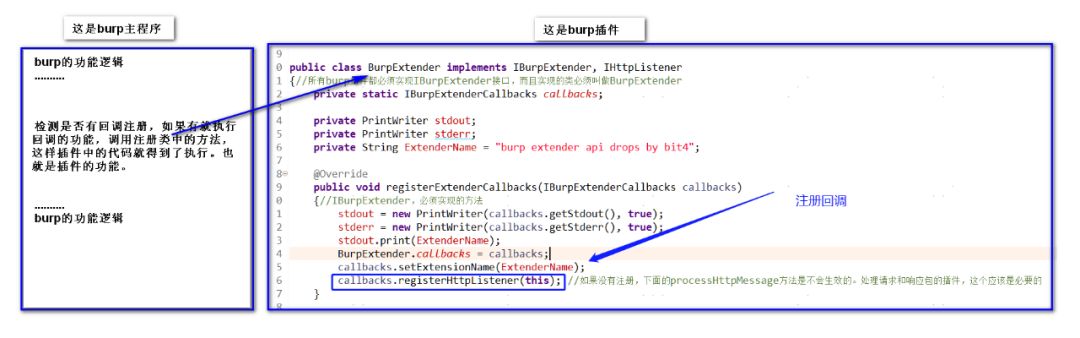 这是burp主程序
这是burp插件
burp的功能逻辑
..........
检测是否有回调注册，如果有就执行
回调的功能，调用注册类中的方法，
这样插件中的代码就得到了执行。也
就是插件的功能。
..........
burp的功能逻辑
9
0 public class BurpExtender implements IBurpExtender, IHttpListener
1 {//所有burp 都必须实现IBurpExtender接口，而且实现的类必须叫做BurpExtender
2 private static IBurpExtenderCallbacks callbacks;
3
4 private PrintWriter stdout;
5 private PrintWriter stderr;
6 private String ExtenderName = "burp extender api drops by bit4";
7
8 @Override
9 public void registerExtenderCallbacks(IBurpExtenderCallbacks callbacks)
0 {//IBurpExtender，必须实现的方法
1 stdout = new PrintWriter(callbacks.getStdout(), true);
2 stderr = new PrintWriter(callbacks.getStderr(), true);
3 stdout.print(ExtenderName);
4 BurpExtender.callbacks = callbacks;
5 callbacks.setExtensionName(ExtenderName);
6 callbacks.registerHttpListener(this); //如果没有注册，下面的processHttpMessage方法是不会生效的。处理请求和响应包的插件，这个应该是必要的
7 }
8
注册回调